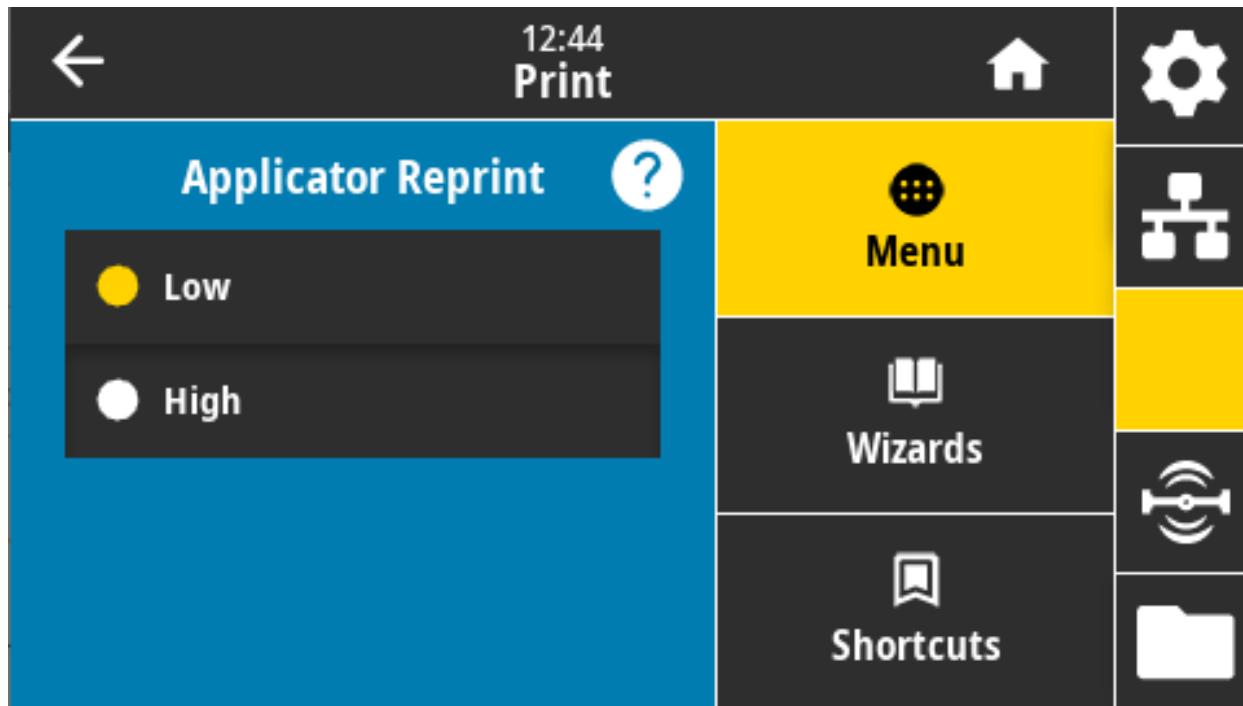 12:44
Print
Applicator Reprint
?
Low
High
Menu
Wizards
Shortcuts